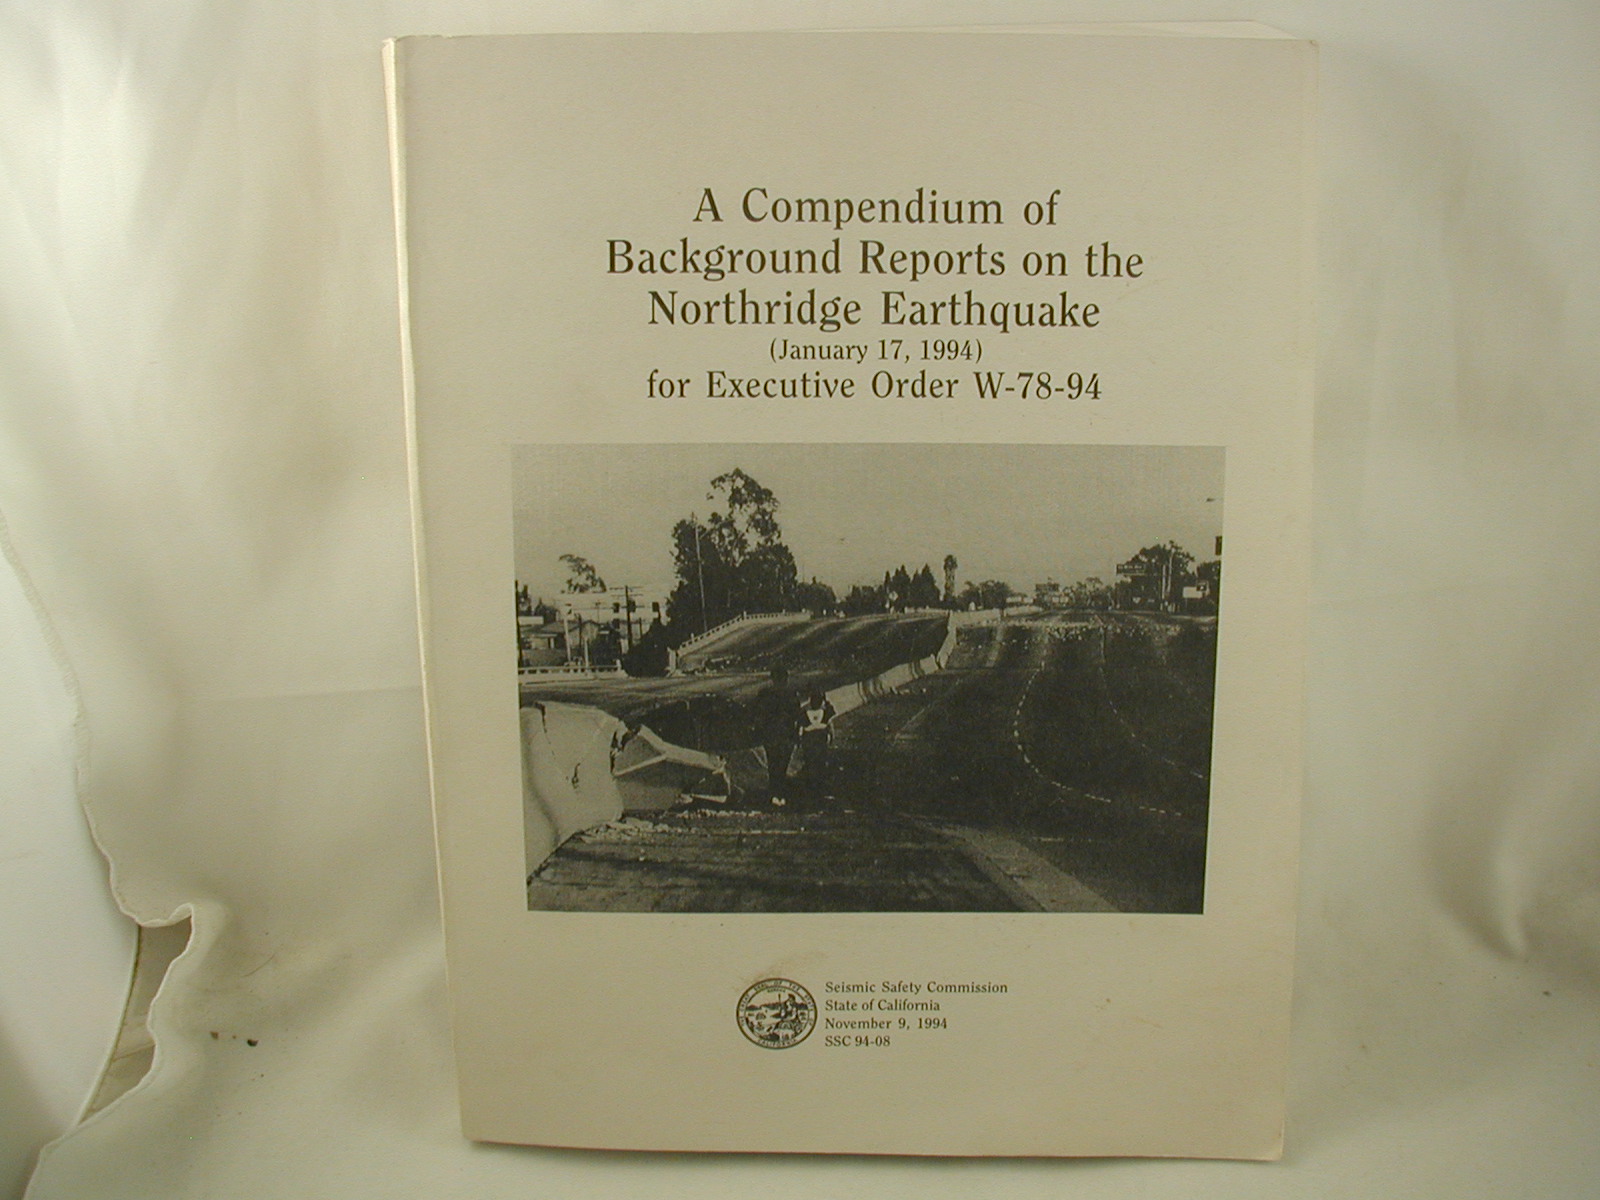 A Compendium of
Background Reports on the
Northridge Earthquake
(January 17, 1994)
for Executive Order W-78-94
Seismic Safety Commission
State of California
November 9, 1994
SSC 94-08